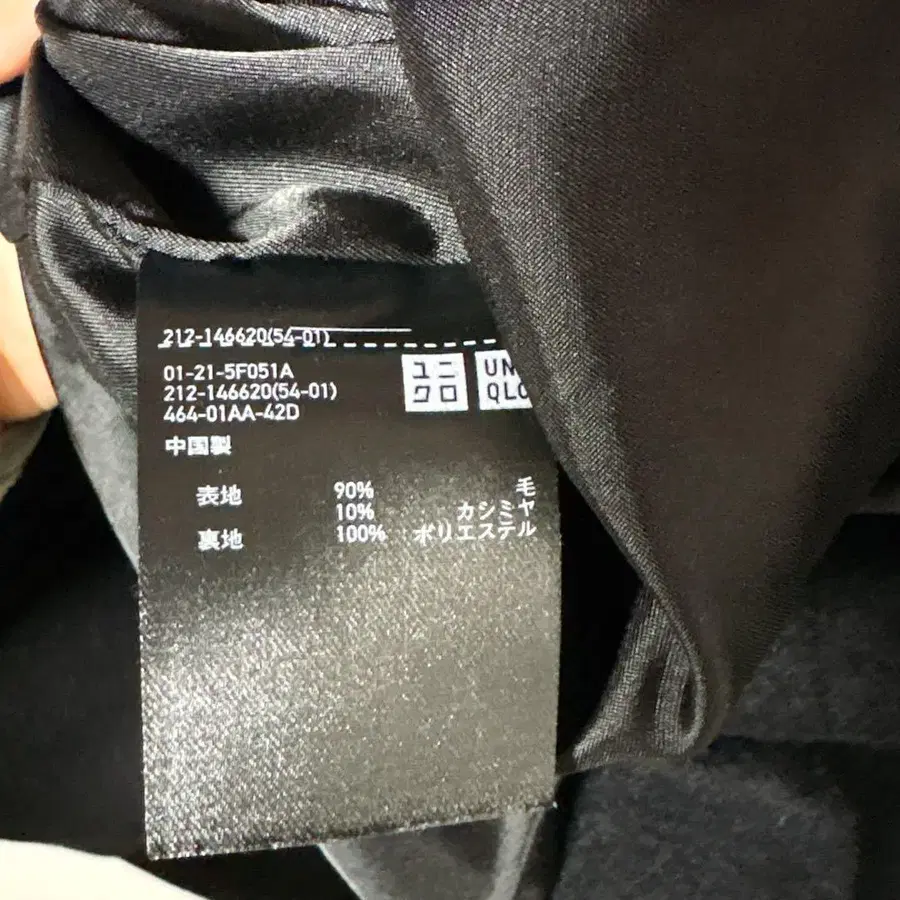 212-146620(54-01)
01-21-5F051A
212-146620(54-01)
464-01AA-42D
ユニ
クロ
UN
QLO
中国製
表地 90% 毛
10% カシミヤ
裏地 100% ポリエステル